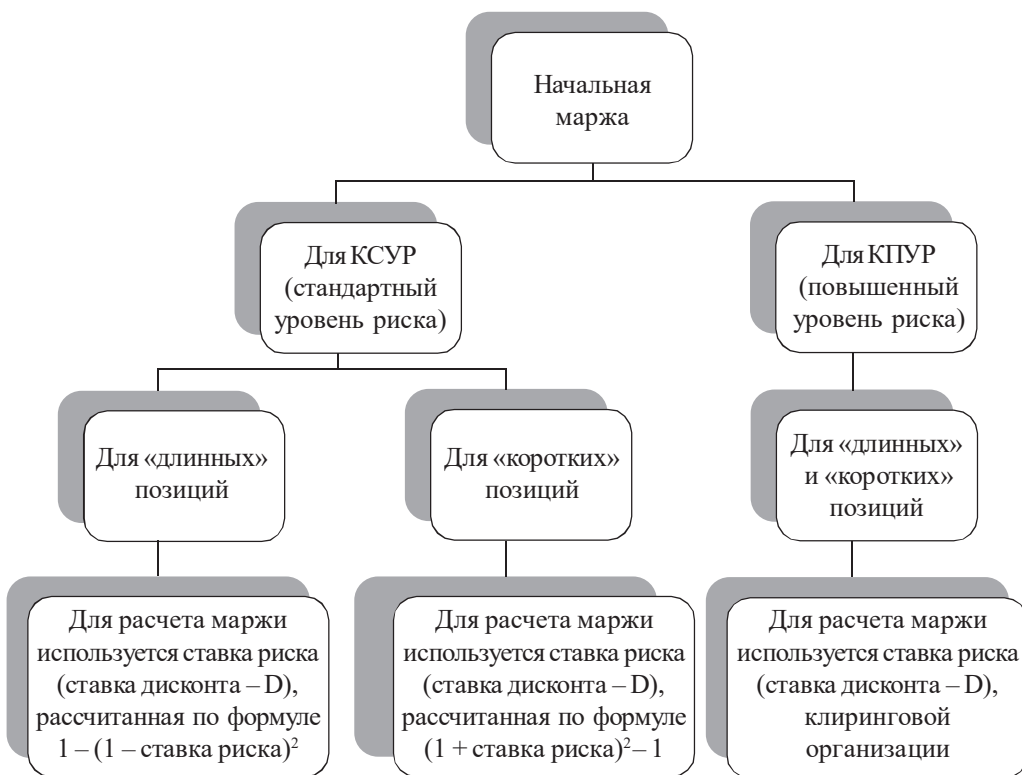 Начальная
маржа
Для КСУР
(стандартный
уровень риска)
Для КПУР
(повышенный
уровень риска)
Для «длинных»
позиций
Для «коротких»
позиций
Для «длинных»
и «коротких»
позиций
Для расчета маржи
используется ставка риска
(ставка дисконта – D),
рассчитанная по формуле
1 – (1 – ставка риска)²
Для расчета маржи
используется ставка риска
(ставка дисконта – D),
рассчитанная по формуле
(1 + ставка риска)² – 1
Для расчета маржи
используется ставка риска
(ставка дисконта – D),
клиринговой
организации